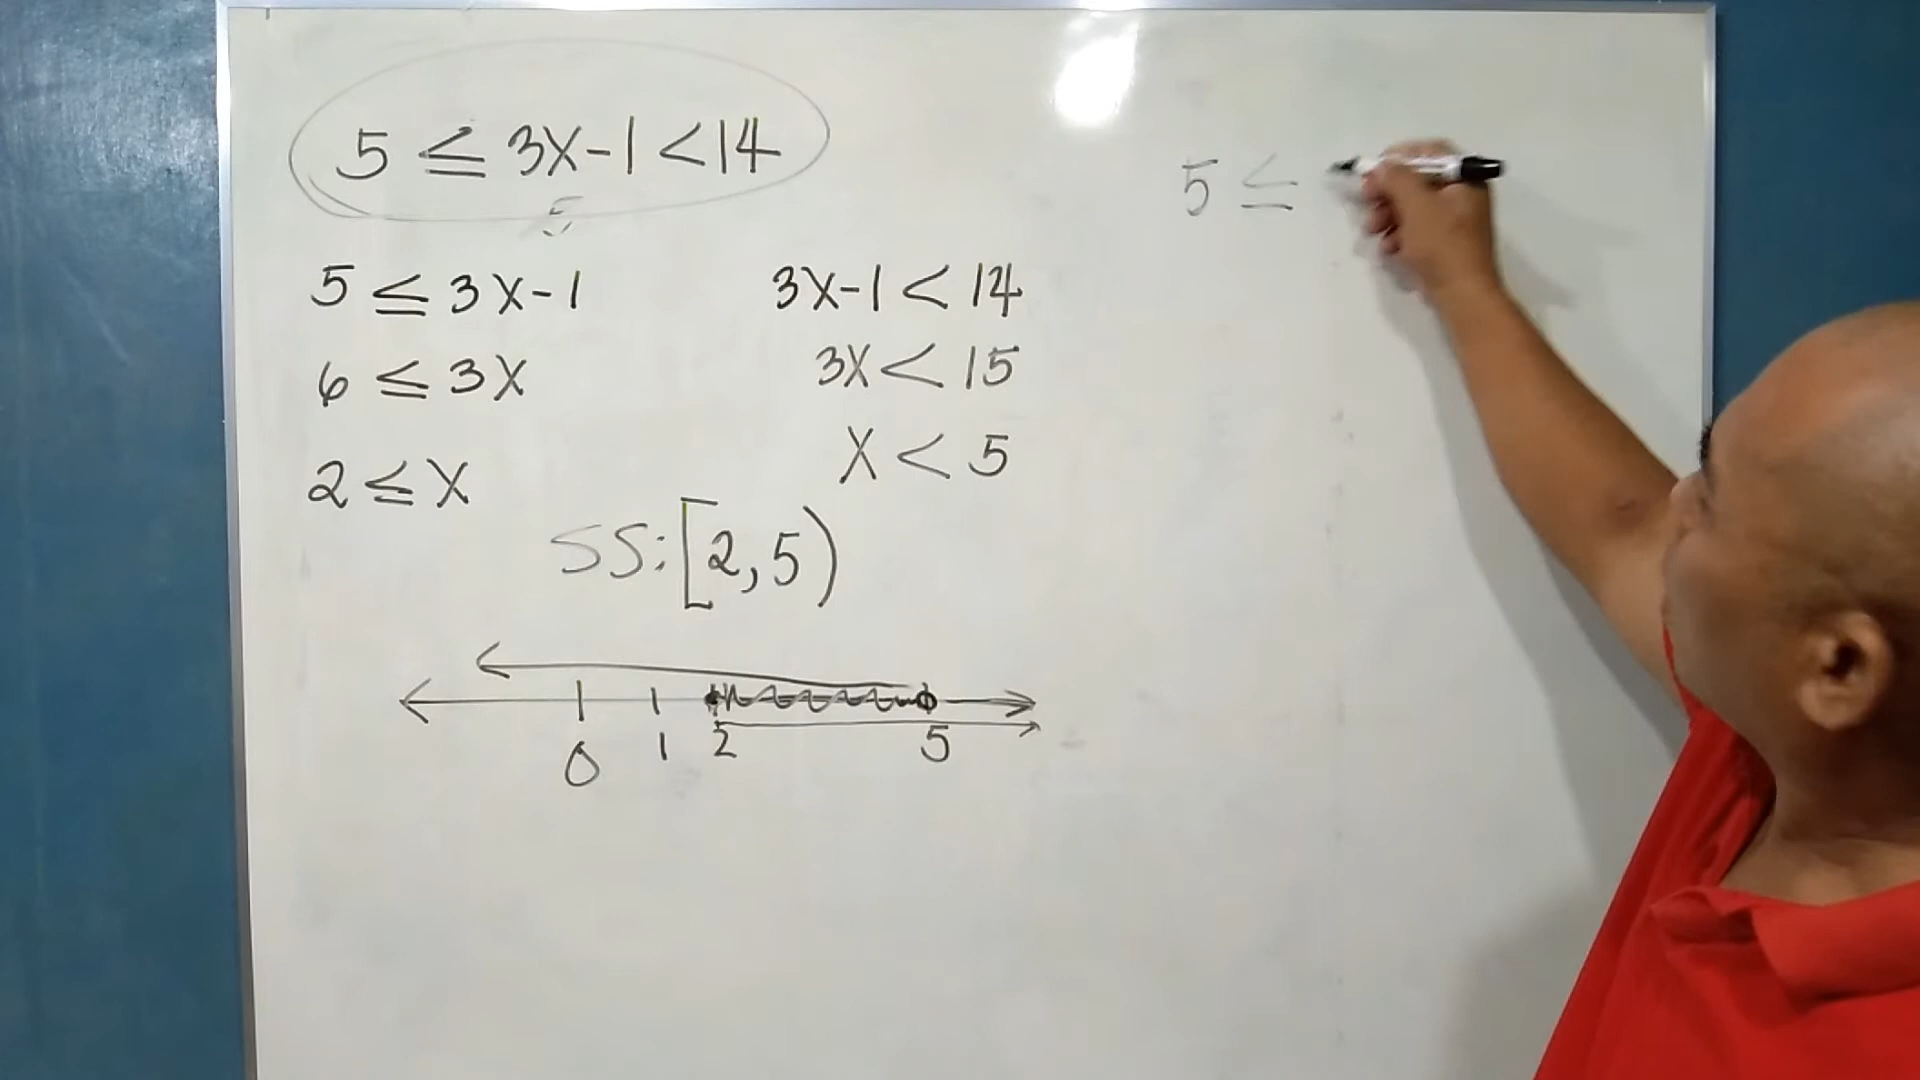 5 ≤ 3X-1 < 14
5
5 ≤ 3X-1
6 ≤ 3X
2 ≤ X
3X-1 < 14
3X < 15
X < 5
SS: [2,5)
0 1 2 5
5 ≤